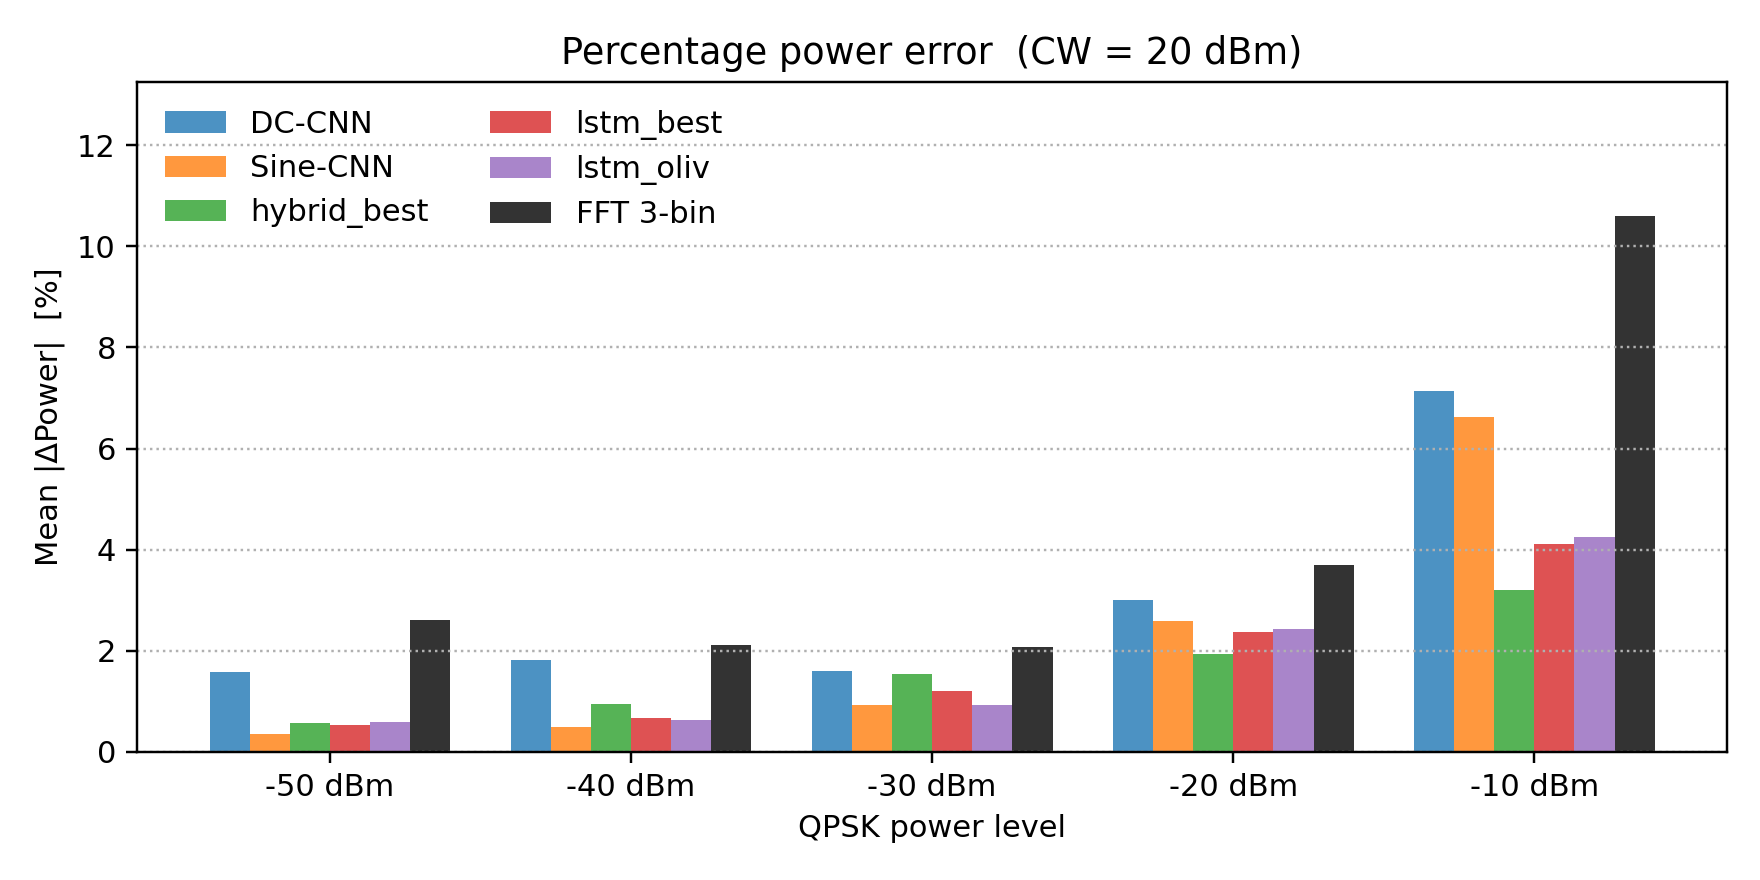 Percentage power error (CW = 20 dBm)
DC-CNN
Sine-CNN
hybrid_best
lstm_best
lstm_oliv
FFT 3-bin
Mean |ΔPower| [%]
12
10
8
6
4
2
0
-50 dBm
-40 dBm
-30 dBm
-20 dBm
-10 dBm
QPSK power level